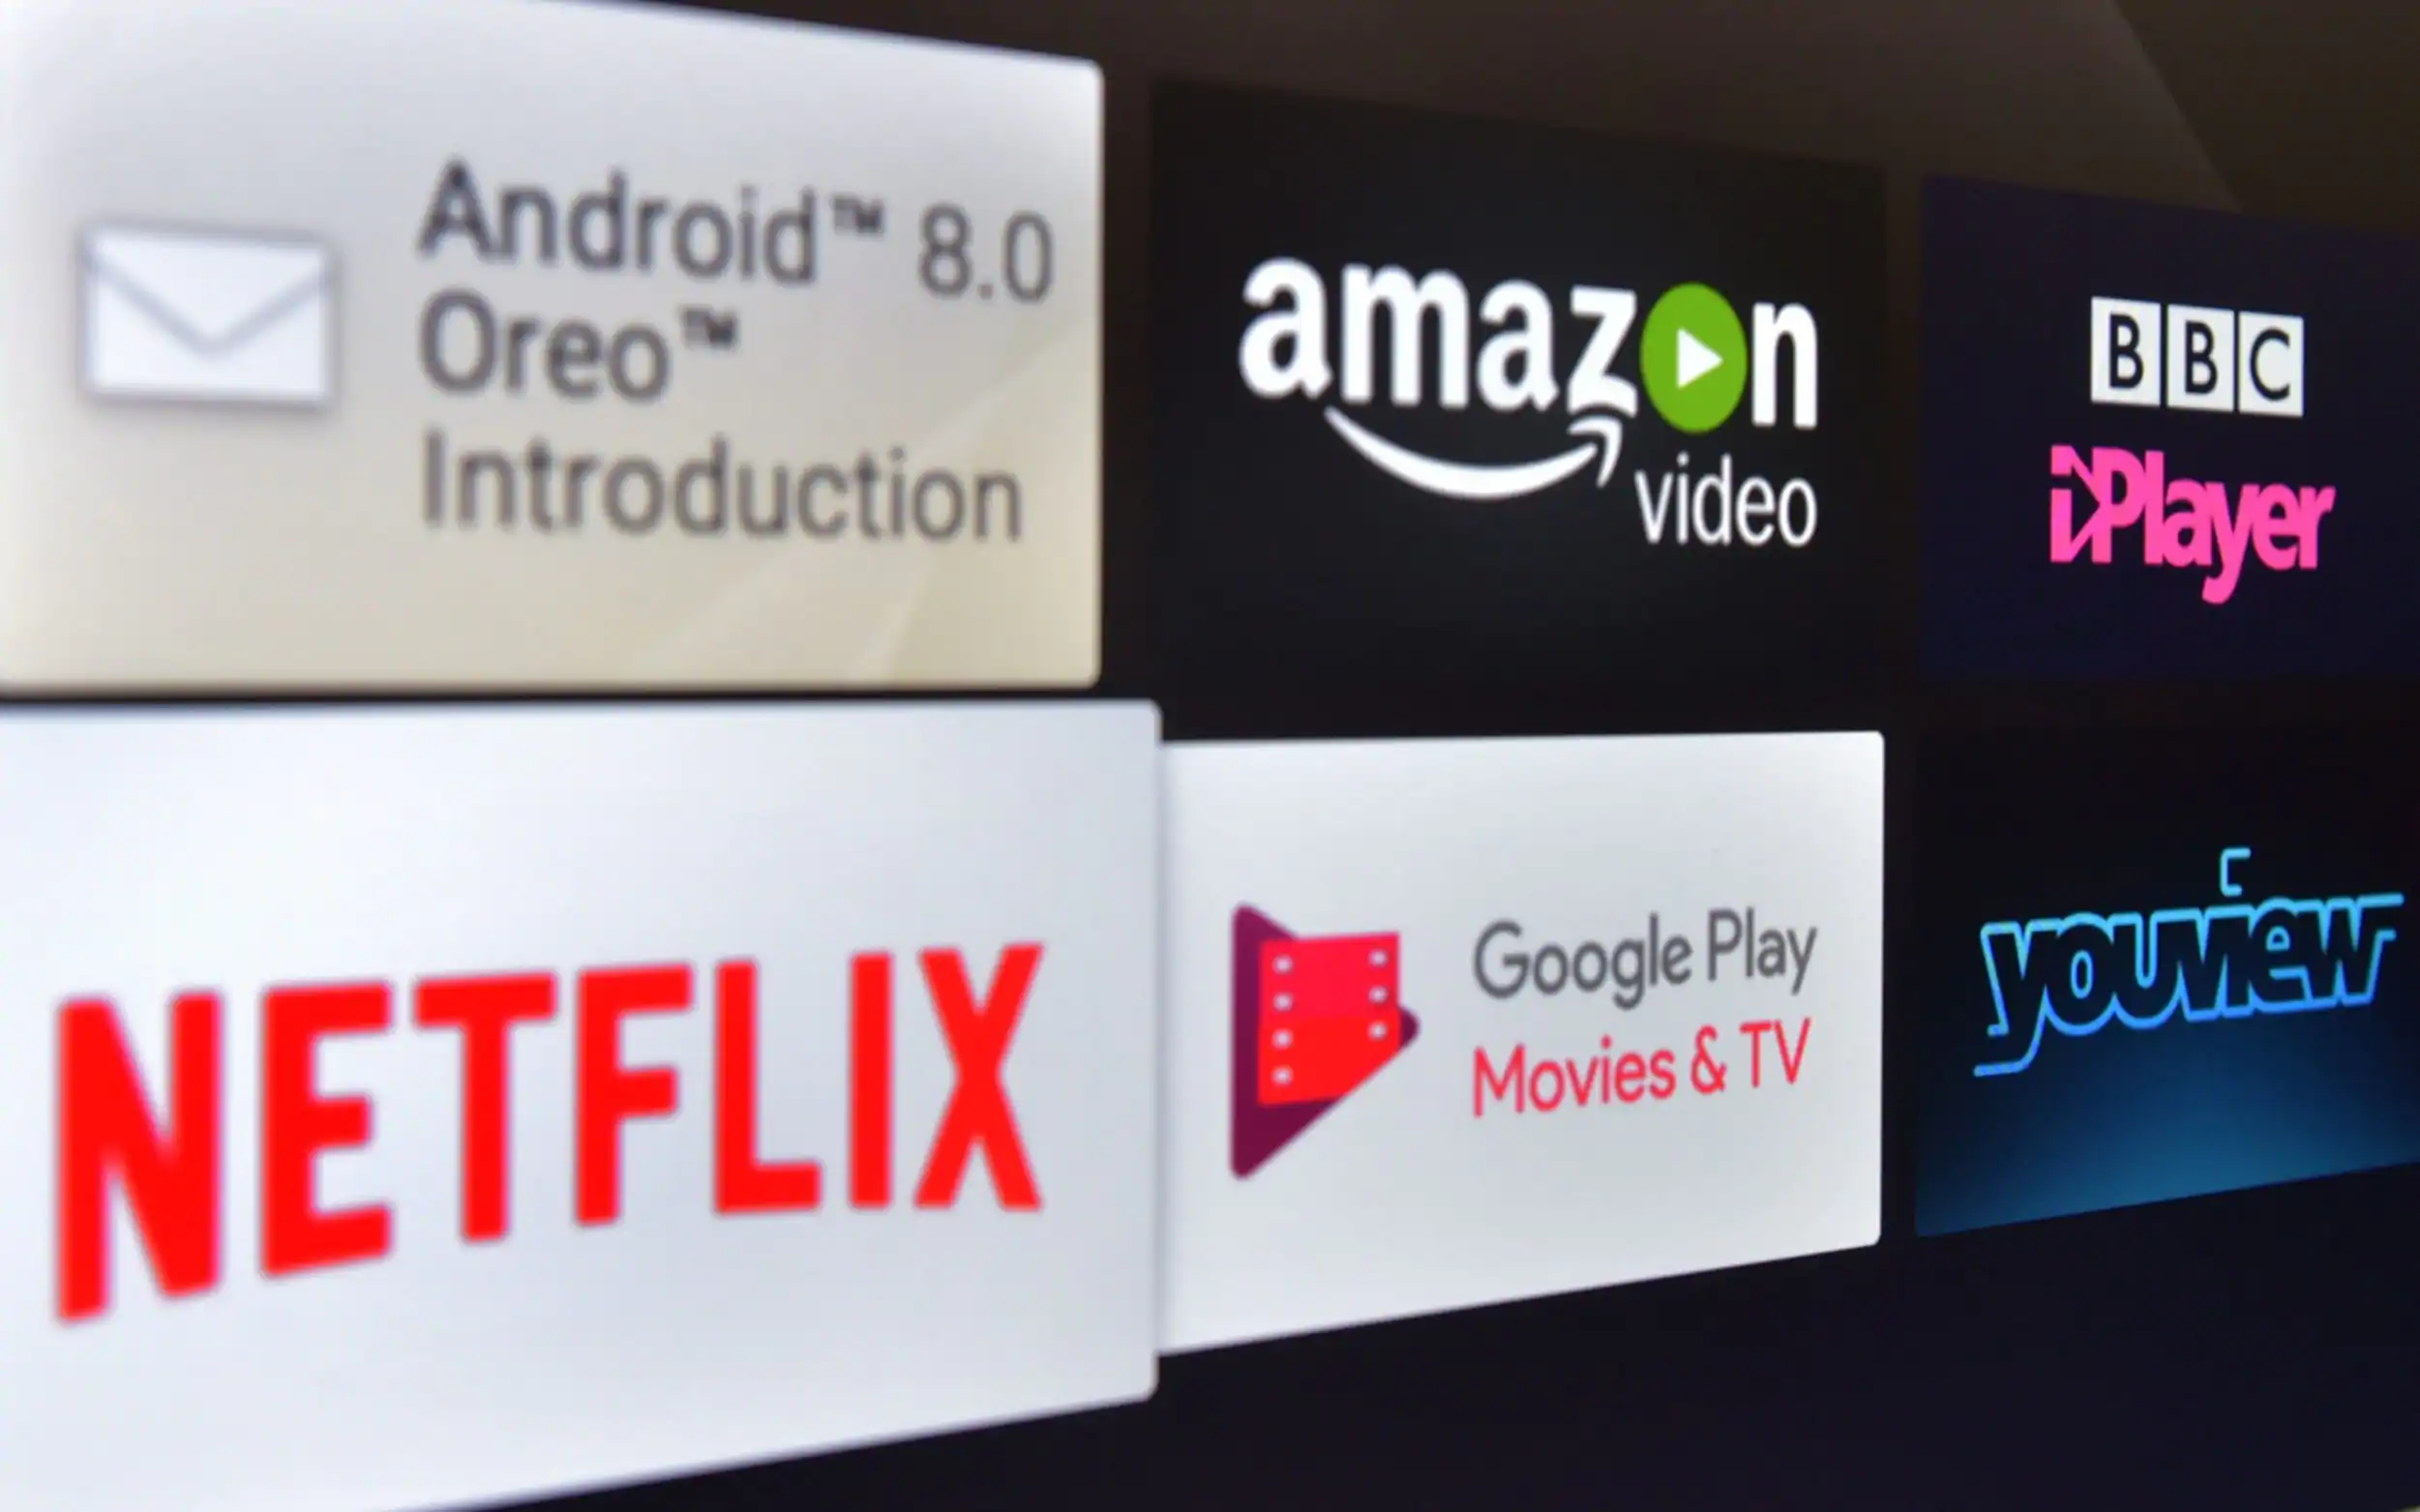 Android™ 8.0
Oreo™
Introduction
amazon
video
BBC
iPlayer
NETFLIX
Google Play
Movies & TV
youview